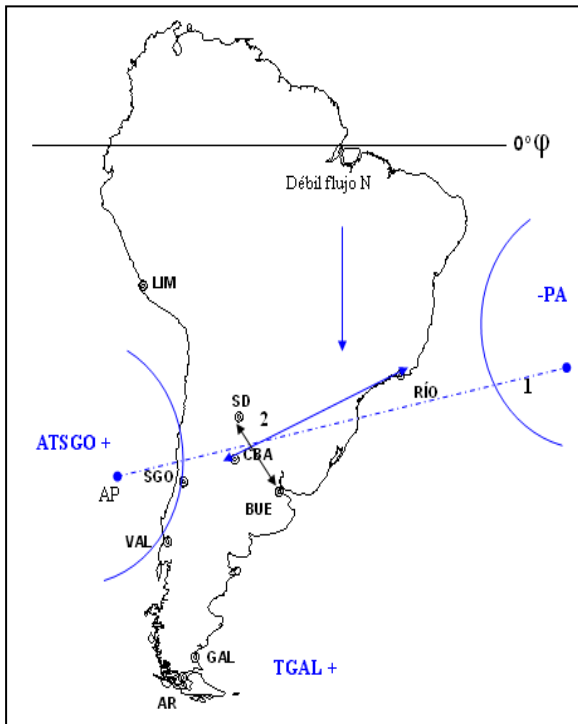 0° φ
Débil flujo N
LIM
-PA
1
RÍO
SD
2
ATSGO +
CBA
SGO
AP
BUE
VAL
GAL
TGAL +
AR